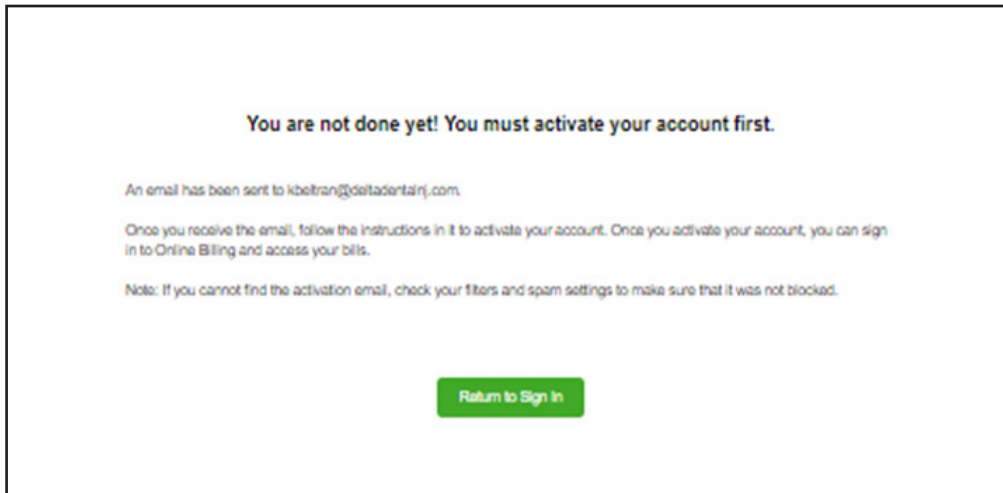 You are not done yet! You must activate your account first.
An email has been sent to kbeltran@deltadentalnj.com.
Once you receive the email, follow the instructions in it to activate your account. Once you activate your account, you can sign
in to Online Billing and access your bills.
Note: If you cannot find the activation email, check your filters and spam settings to make sure that it was not blocked.
Return to Sign In